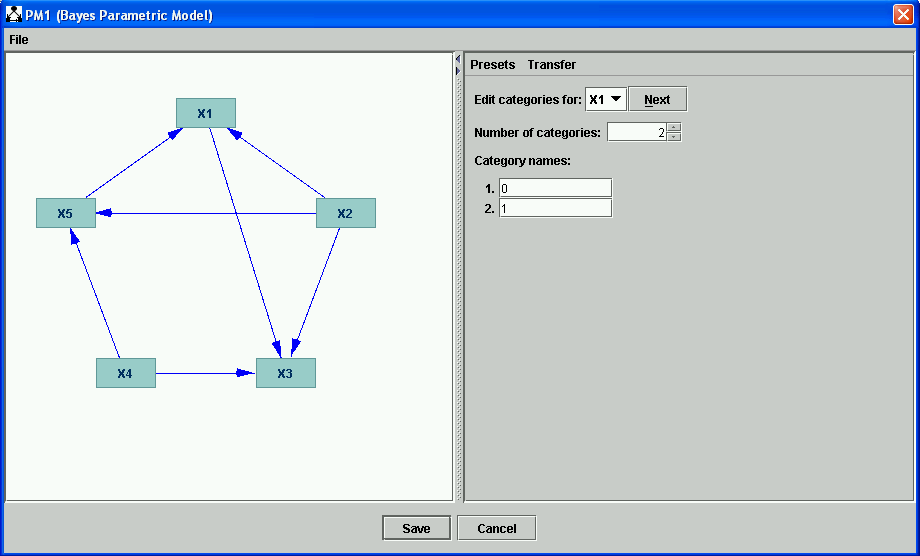 PM1 (Bayes Parametric Model)
File
Presets Transfer
Edit categories for: X1 Next
Number of categories: 2
Category names:
1. 0
2. 1
X1
X5
X2
X4
X3
Save Cancel